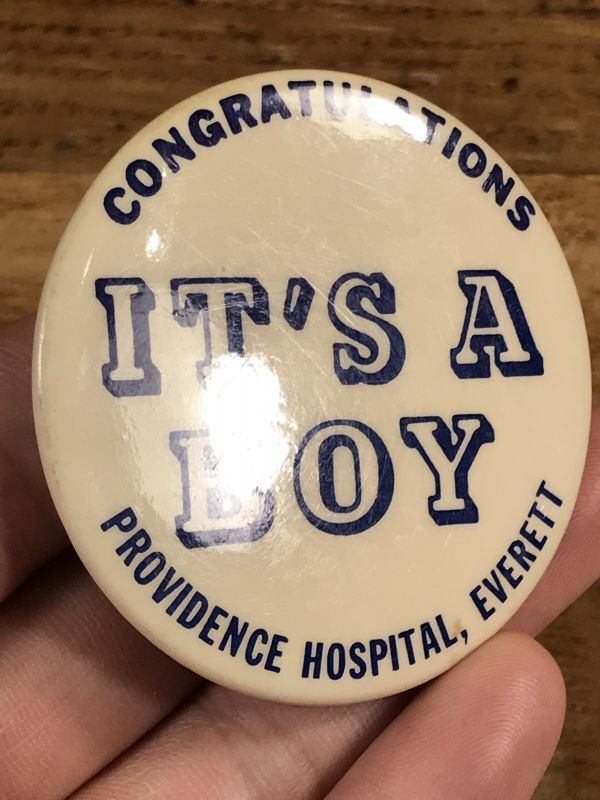 CONGRATULATIONS
IT'S A
BOY
PROVIDENCE HOSPITAL, EVERETT